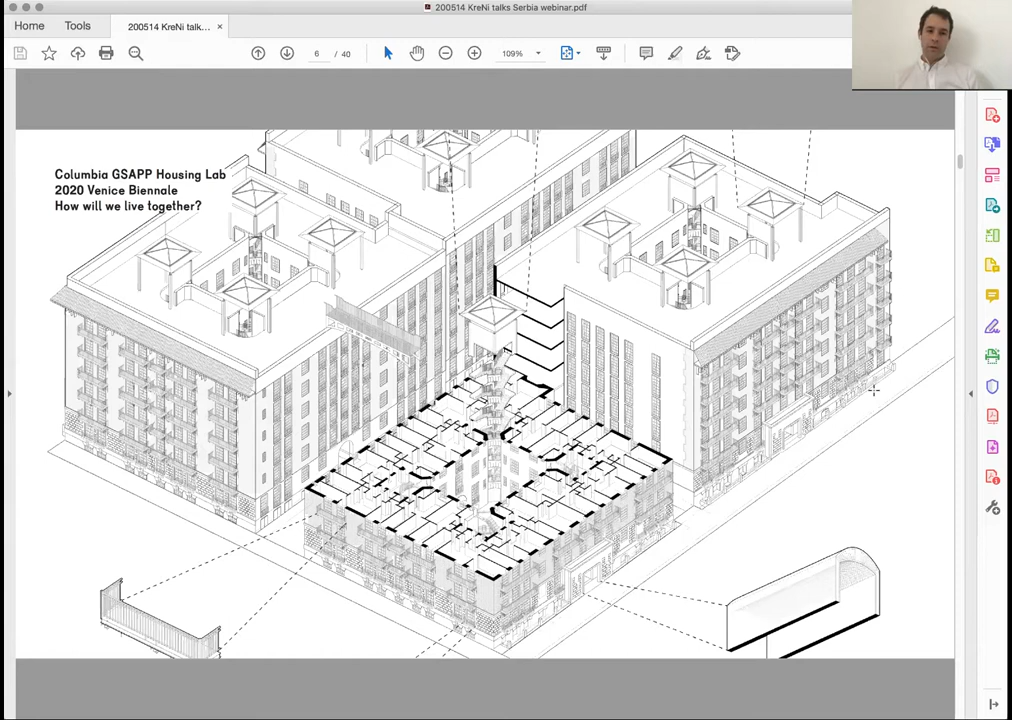 200514 KreNi talks Serbia webinar.pdf
Home Tools 200514 KreNi talk... ×
6 / 40 109%
Columbia GSAPP Housing Lab
2020 Venice Biennale
How will we live together?